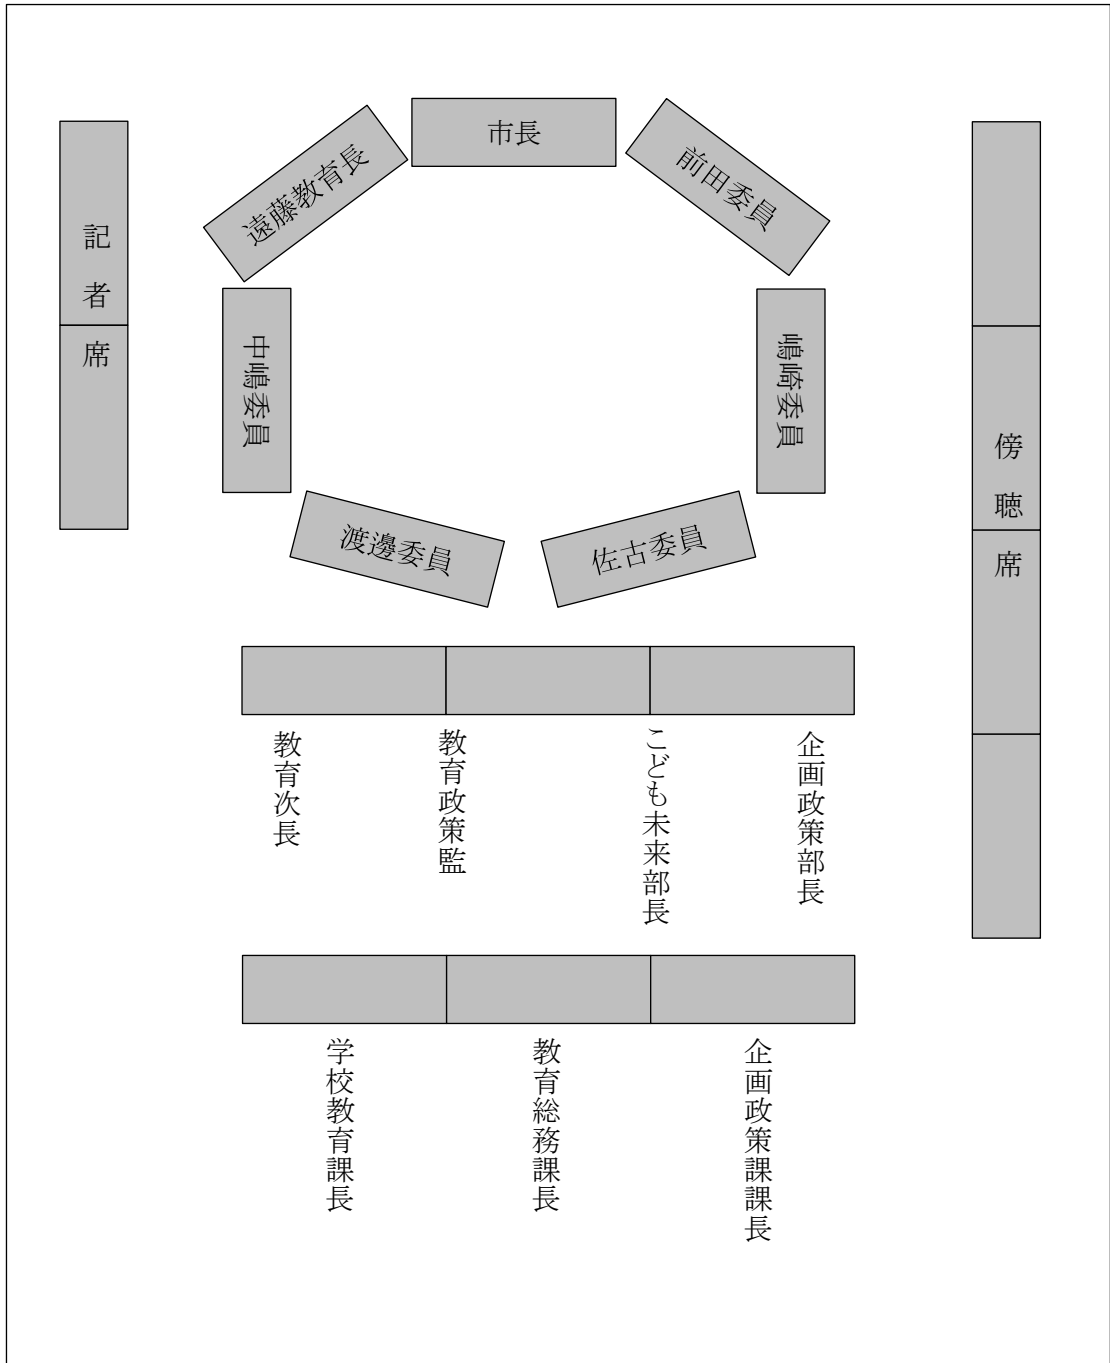 市長
遠藤教育長
前田委員
中嶋委員
嶋崎委員
渡邊委員
佐古委員
記者席
傍聴席
教育次長
教育政策監
こども未来部長
企画政策部長
学校教育課長
教育総務課長
企画政策課課長